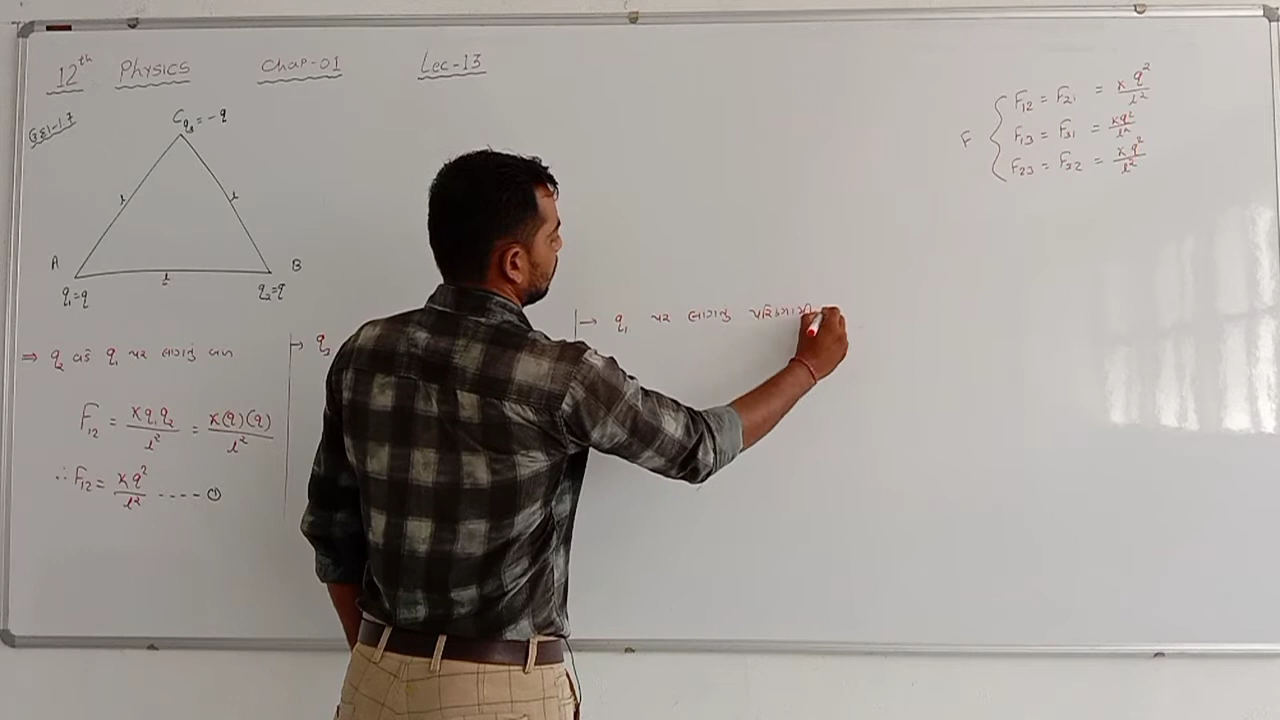 12th Physics Chap-01 Lec-13
C q3 = -q
l l
A B
l
q1=q q2=q
⇒ q2 વડે q1 પર લાગતું બળ
F12 = Kq1q2/l² = K(q)(q)/l²
∴ F12 = Kq²/l² ---- ①
→ q3
→ q1 પર લાગતું પરિણામી
F { F12 = F21 = Kq²/l²
F13 = F31 = Kq²/l²
F23 = F32 = Kq²/l²